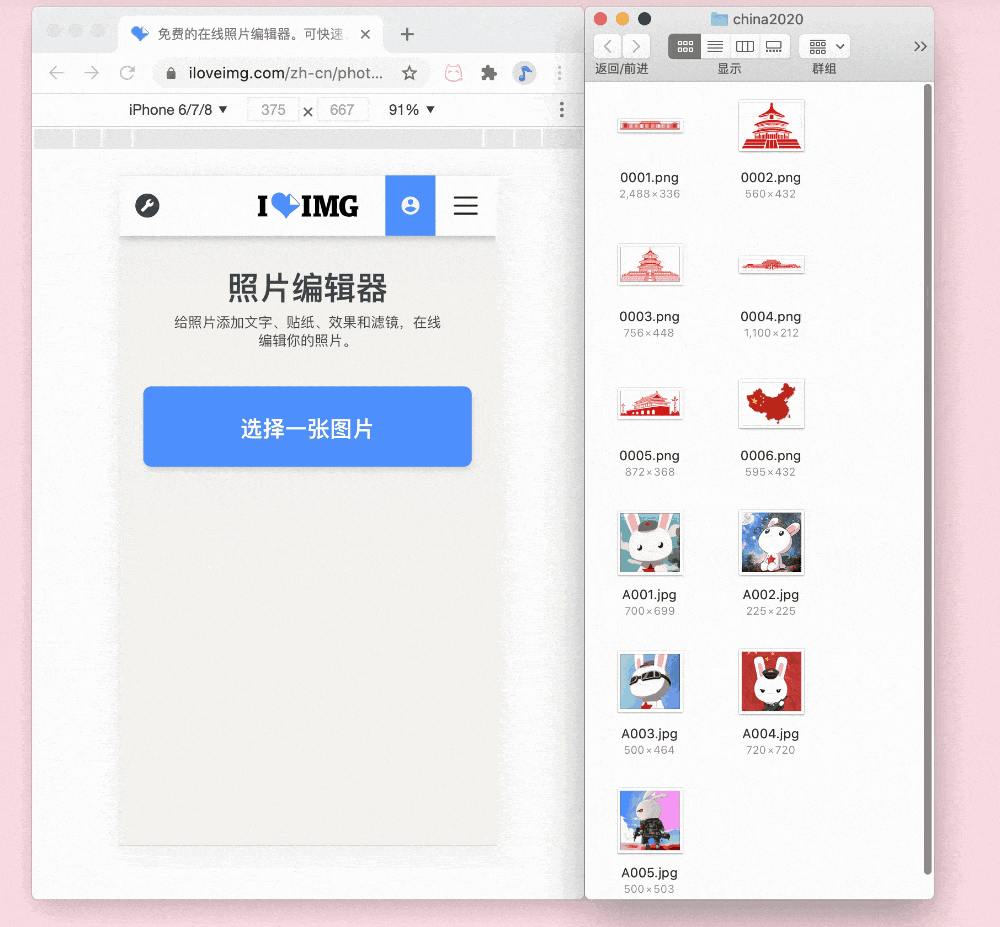 免费的在线照片编辑器。可快速
iloveimg.com/zh-cn/phot...
iPhone 6/7/8
375
×
667
91%
I IMG
照片编辑器
给照片添加文字、贴纸、效果和滤镜，在线
编辑你的照片。
选择一张图片
china2020
返回/前进
显示
群组
0001.png
2,488×336
0002.png
560×432
0003.png
756×448
0004.png
1,100×212
0005.png
872×368
0006.png
595×432
A001.jpg
700×699
A002.jpg
225×225
A003.jpg
500×464
A004.jpg
720×720
A005.jpg
500×503